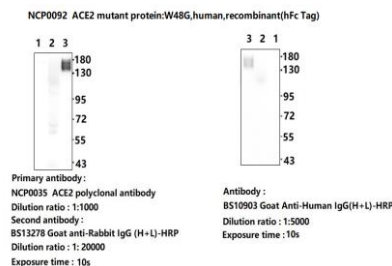 NCP0092 ACE2 mutant protein:W48G,human,recombinant(hFc Tag)
1 2 3
180
130
95
72
55
43
Primary antibody :
NCP0035 ACE2 polyclonal antibody
Dilution ratio : 1:1000
Second antibody :
BS13278 Goat anti-Rabbit IgG (H+L)-HRP
Dilution ratio : 1: 20000
Exposure time : 10s
3 2 1
180
130
95
72
55
43
Antibody :
BS10903 Goat Anti-Human IgG(H+L)-HRP
Dilution ratio : 1:5000
Exposure time : 10s